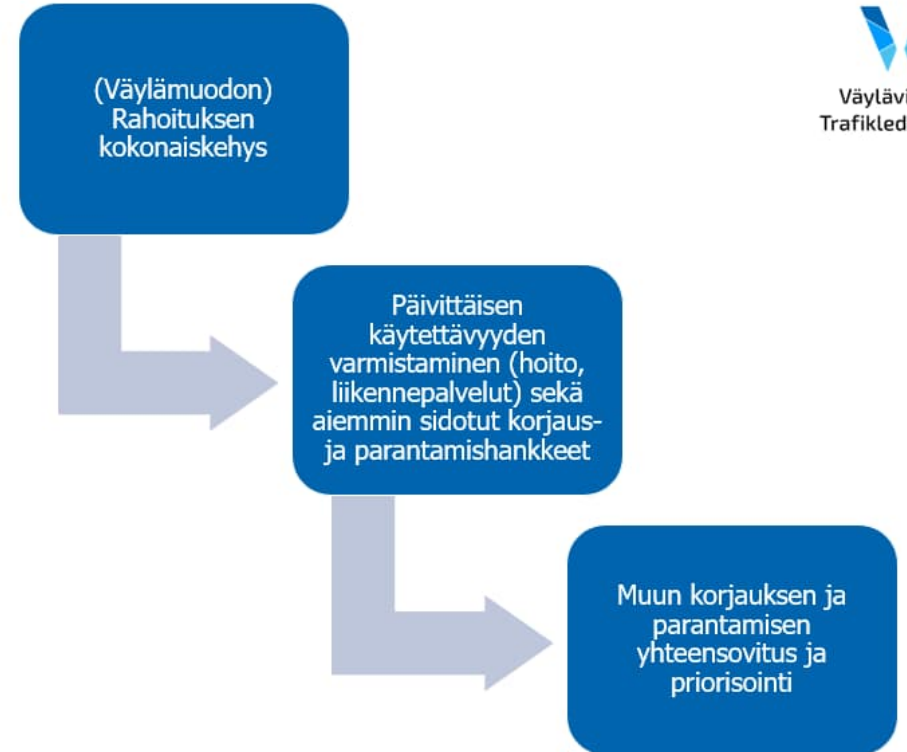 (Väylämuodon)
Rahoituksen
kokonaiskehys
Päivittäisen
käytettävyyden
varmistaminen (hoito,
liikennepalvelut) sekä
aiemmin sidotut korjaus-
ja parantamishankkeet
Muun korjauksen ja
parantamisen
yhteensovitus ja
priorisointi